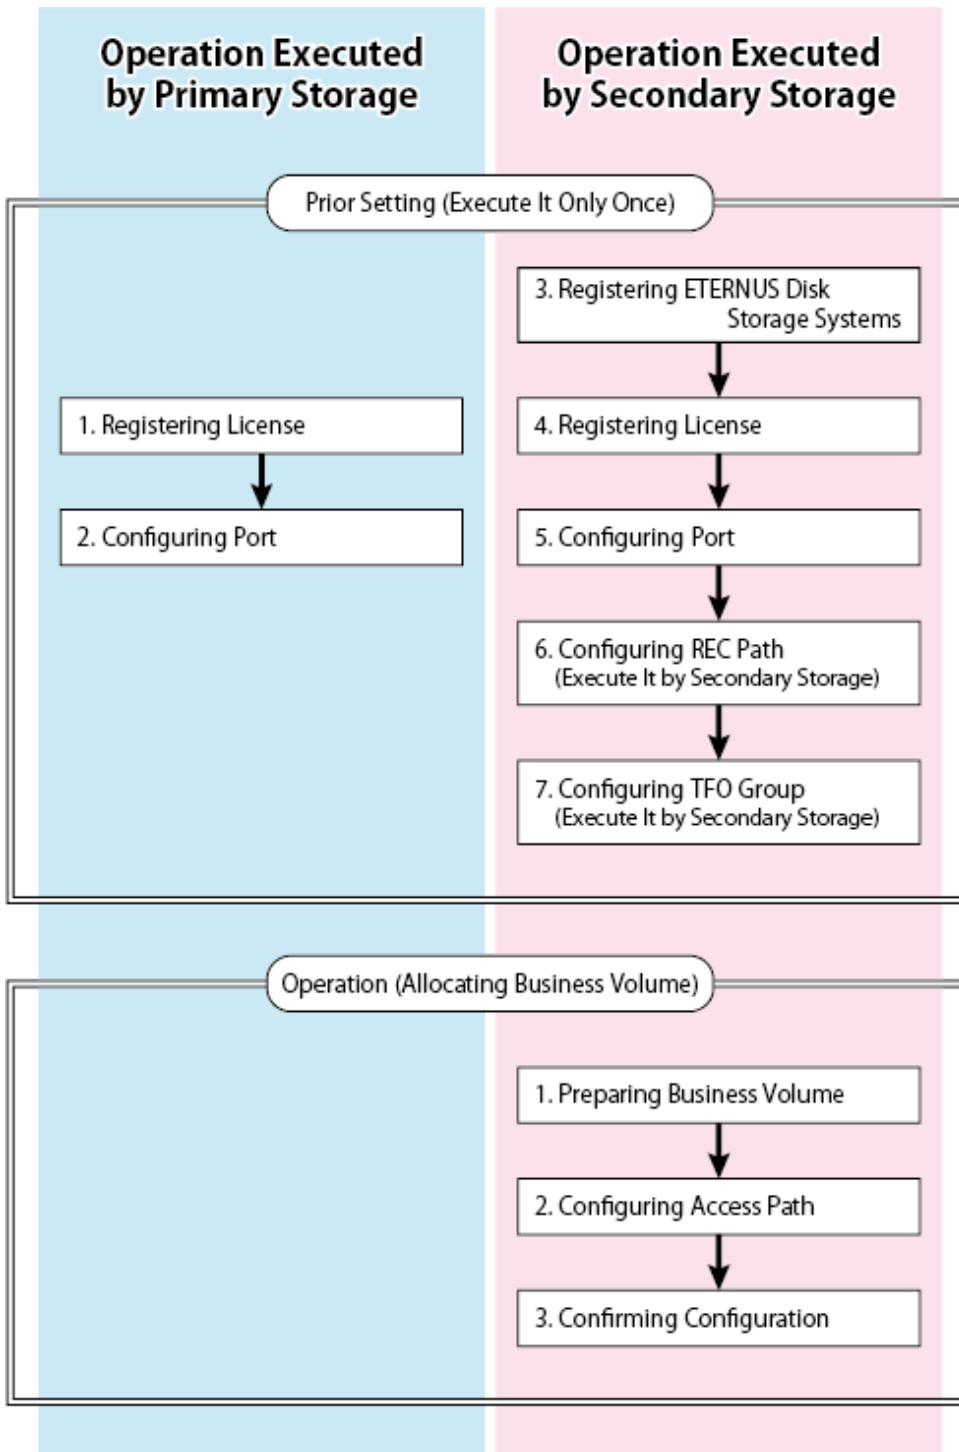 Operation Executed
by Primary Storage
Operation Executed
by Secondary Storage
Prior Setting (Execute It Only Once)
3. Registering ETERNUS Disk
Storage Systems
1. Registering License
4. Registering License
2. Configuring Port
5. Configuring Port
6. Configuring REC Path
(Execute It by Secondary Storage)
7. Configuring TFO Group
(Execute It by Secondary Storage)
Operation (Allocating Business Volume)
1. Preparing Business Volume
2. Configuring Access Path
3. Confirming Configuration